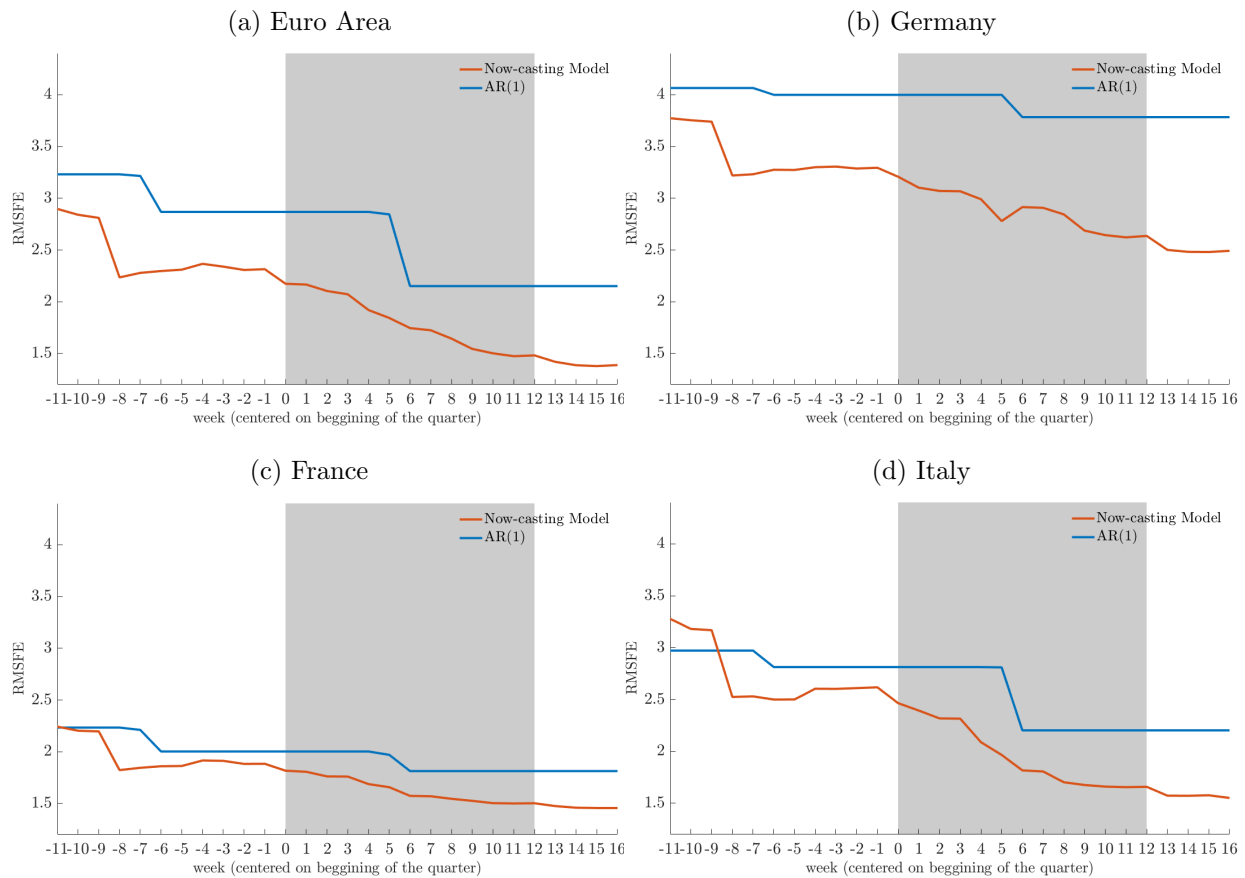 (a) Euro Area
Now-casting Model
AR(1)
4
3.5
3
2.5
2
1.5
RMSFE
-11 -10 -9 -8 -7 -6 -5 -4 -3 -2 -1 0 1 2 3 4 5 6 7 8 9 10 11 12 13 14 15 16
week (centered on beggining of the quarter)
(b) Germany
Now-casting Model
AR(1)
4
3.5
3
2.5
2
1.5
RMSFE
-11 -10 -9 -8 -7 -6 -5 -4 -3 -2 -1 0 1 2 3 4 5 6 7 8 9 10 11 12 13 14 15 16
week (centered on beggining of the quarter)
(c) France
Now-casting Model
AR(1)
4
3.5
3
2.5
2
1.5
RMSFE
-11 -10 -9 -8 -7 -6 -5 -4 -3 -2 -1 0 1 2 3 4 5 6 7 8 9 10 11 12 13 14 15 16
week (centered on beggining of the quarter)
(d) Italy
Now-casting Model
AR(1)
4
3.5
3
2.5
2
1.5
RMSFE
-11 -10 -9 -8 -7 -6 -5 -4 -3 -2 -1 0 1 2 3 4 5 6 7 8 9 10 11 12 13 14 15 16
week (centered on beggining of the quarter)